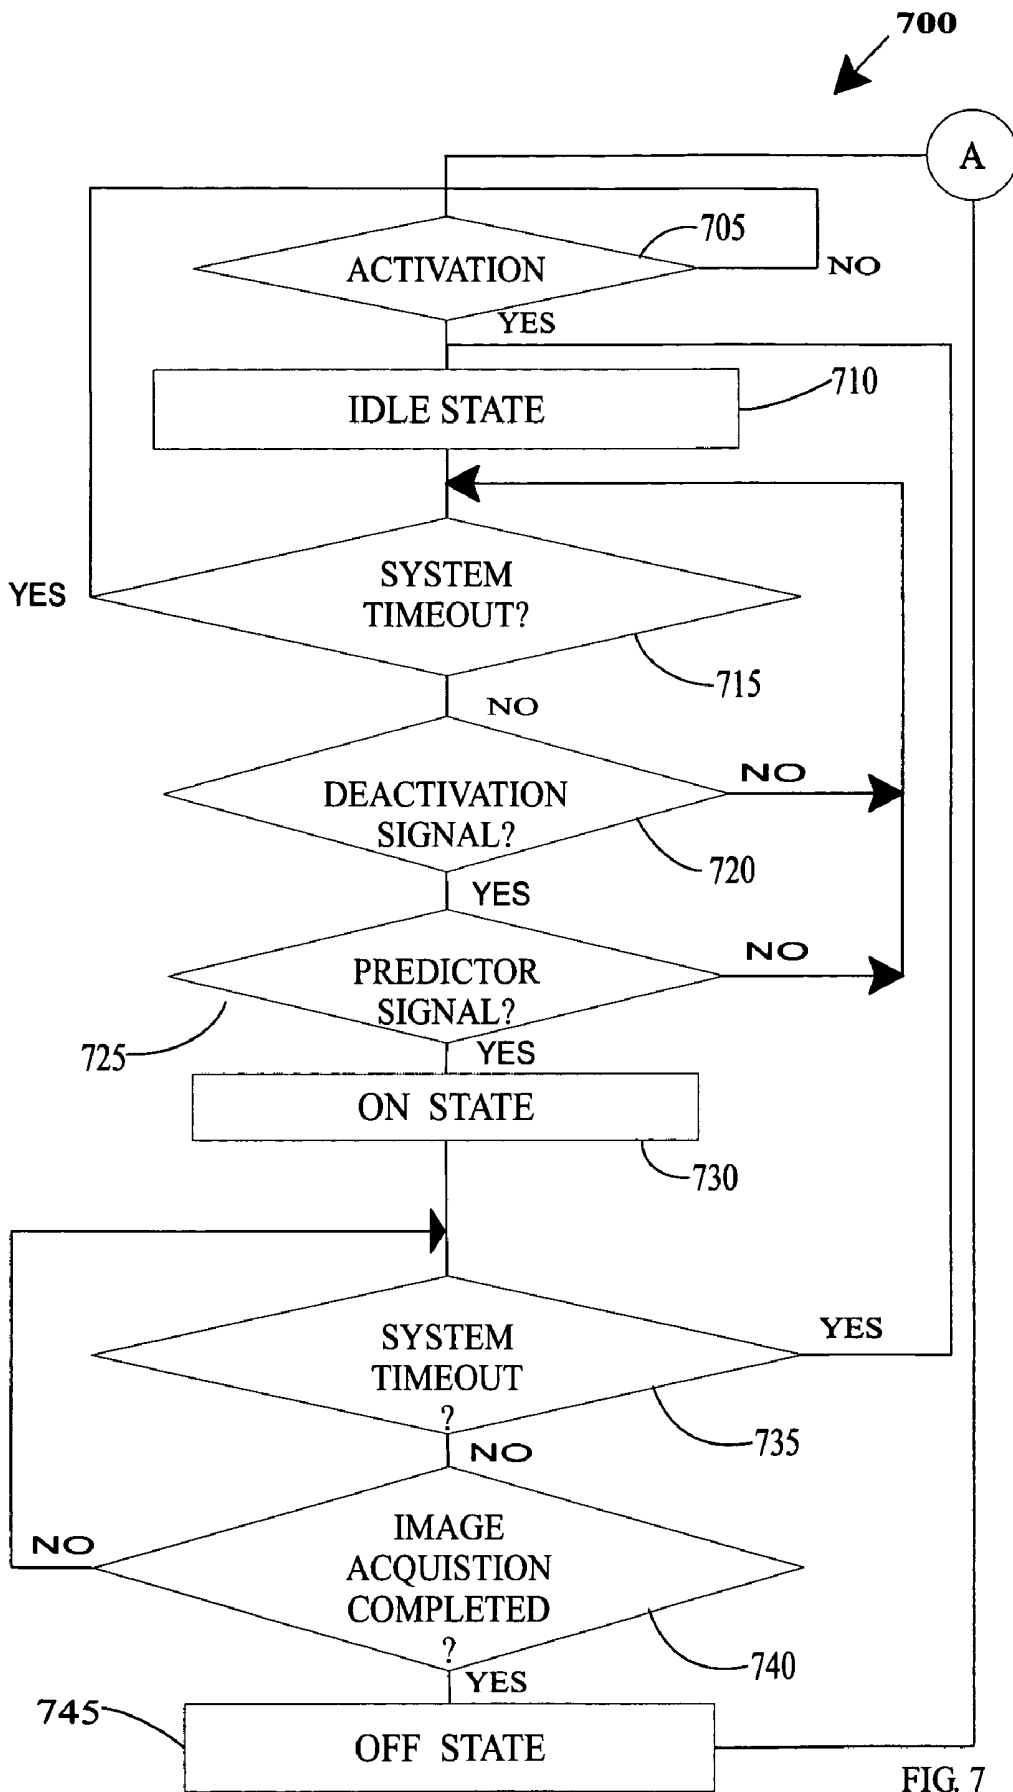 700
A
705
ACTIVATION
NO
YES
710
IDLE STATE
SYSTEM
TIMEOUT?
YES
715
NO
NO
DEACTIVATION
SIGNAL?
720
YES
NO
PREDICTOR
SIGNAL?
725
YES
ON STATE
730
YES
SYSTEM
TIMEOUT
?
735
NO
NO
IMAGE
ACQUISTION
COMPLETED
?
740
YES
745
OFF STATE
FIG. 7